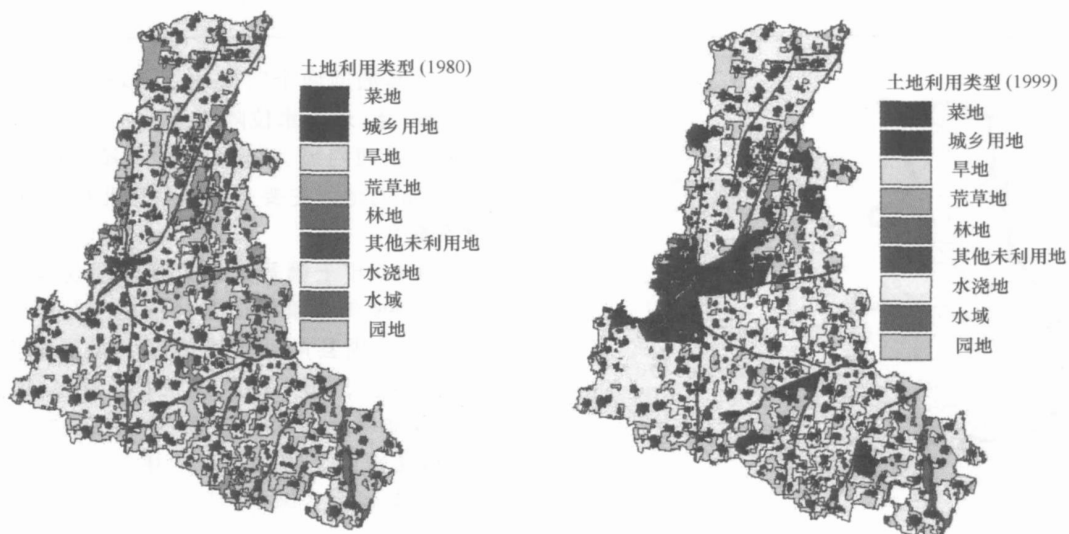 土地利用类型 (1980)
菜地
城乡用地
旱地
荒草地
林地
其他未利用地
水浇地
水域
园地
土地利用类型 (1999)
菜地
城乡用地
旱地
荒草地
林地
其他未利用地
水浇地
水域
园地